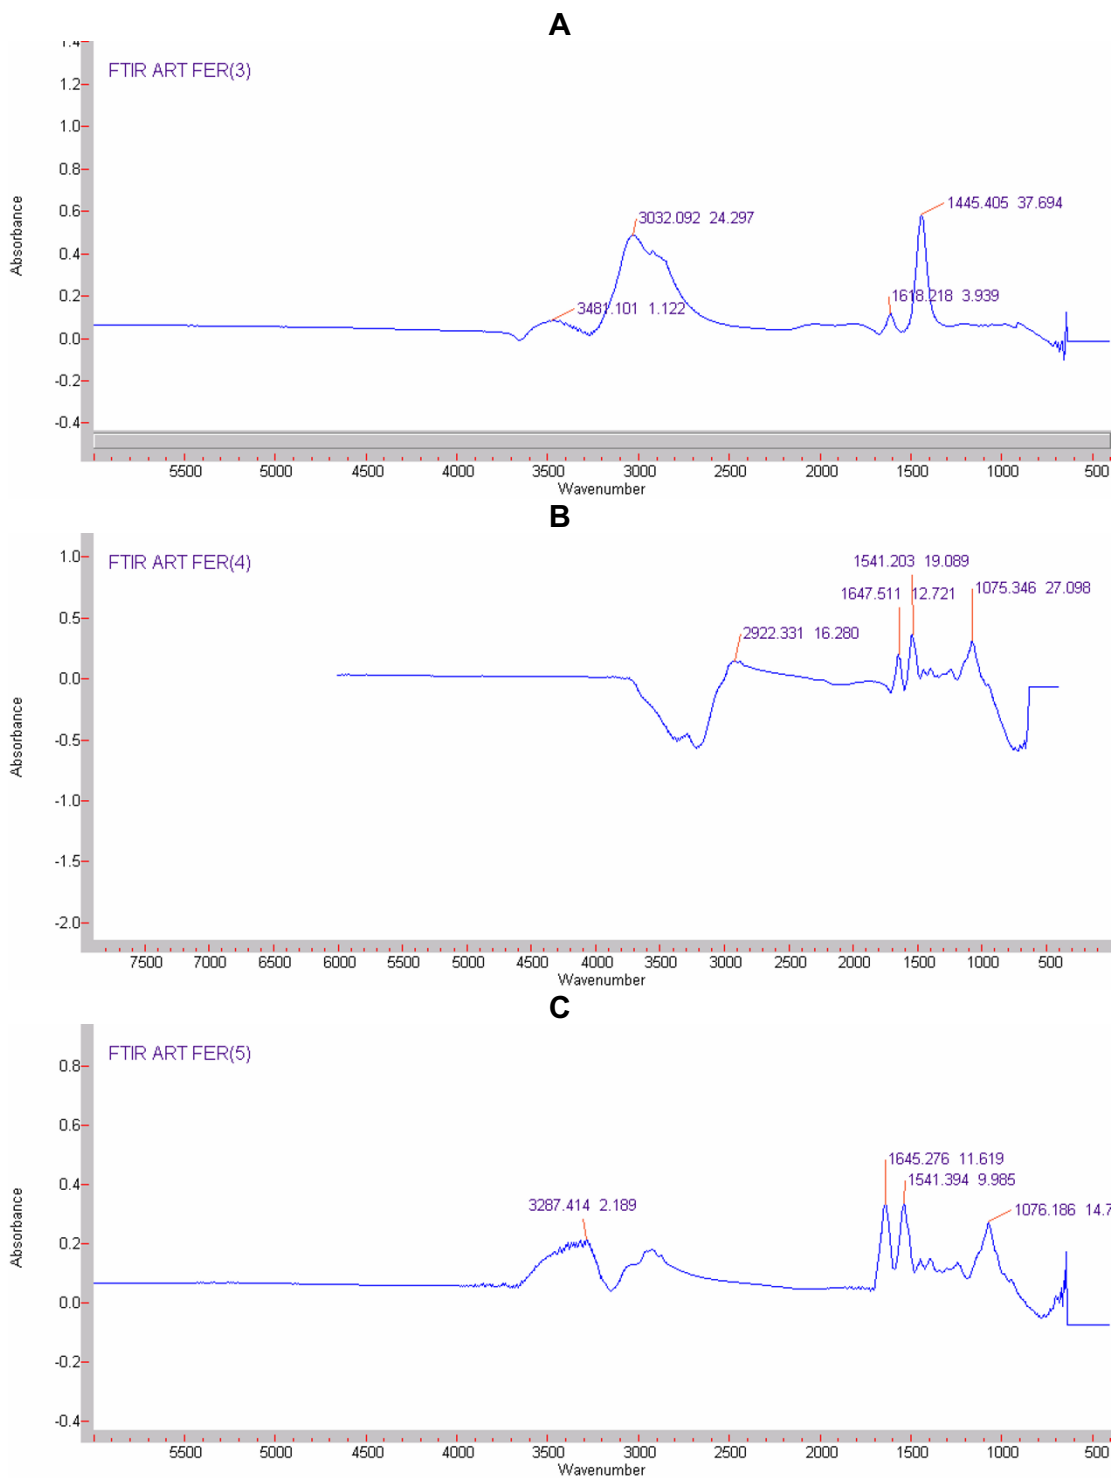 A
1.4
FTIR ART FER(3)
1.2
1.0
0.8
0.6
0.4
0.2
0.0
-0.2
-0.4
Absorbance
3032.092 24.297
1445.405 37.694
3481.101 1.122
1618.218 3.939
5500 5000 4500 4000 3500 3000 2500 2000 1500 1000 500
Wavenumber
B
FTIR ART FER(4)
1.0
0.5
0.0
-0.5
-1.0
-1.5
-2.0
Absorbance
1541.203 19.089
1647.511 12.721
1075.346 27.098
2922.331 16.280
7500 7000 6500 6000 5500 5000 4500 4000 3500 3000 2500 2000 1500 1000 500
Wavenumber
C
FTIR ART FER(5)
0.8
0.6
0.4
0.2
0.0
-0.2
-0.4
Absorbance
1645.276 11.619
1541.394 9.985
3287.414 2.189
1076.186 14.7
5500 5000 4500 4000 3500 3000 2500 2000 1500 1000 500
Wavenumber